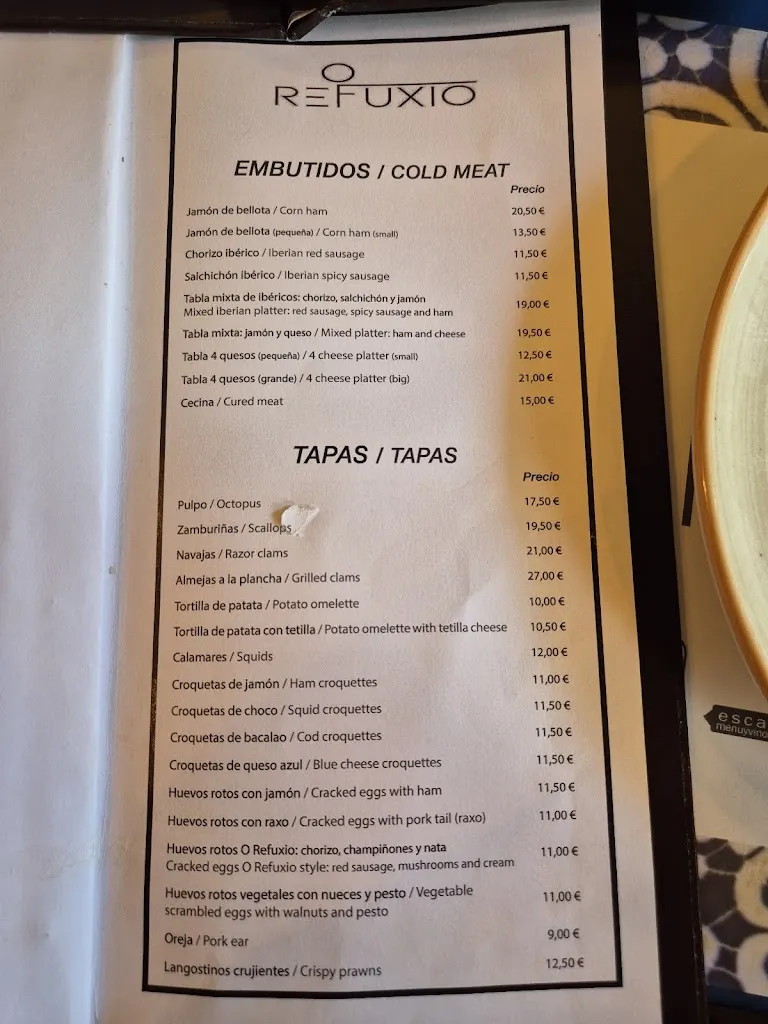 O
REFUXIO
EMBUTIDOS / COLD MEAT
Precio
Jamón de bellota / Corn ham 20,50 €
Jamón de bellota (pequeña) / Corn ham (small) 13,50 €
Chorizo ibérico / Iberian red sausage 11,50 €
Salchichón ibérico / Iberian spicy sausage 11,50 €
Tabla mixta de ibéricos: chorizo, salchichón y jamón
Mixed iberian platter: red sausage, spicy sausage and ham 19,00 €
Tabla mixta: jamón y queso / Mixed platter: ham and cheese 19,50 €
Tabla 4 quesos (pequeña) / 4 cheese platter (small) 12,50 €
Tabla 4 quesos (grande) / 4 cheese platter (big) 21,00 €
Cecina / Cured meat 15,00 €
TAPAS / TAPAS
Precio
Pulpo / Octopus 17,50 €
Zamburiñas / Scallops 19,50 €
Navajas / Razor clams 21,00 €
Almejas a la plancha / Grilled clams 27,00 €
Tortilla de patata / Potato omelette 10,00 €
Tortilla de patata con tetilla / Potato omelette with tetilla cheese 10,50 €
Calamares / Squids 12,00 €
Croquetas de jamón / Ham croquettes 11,00 €
Croquetas de choco / Squid croquettes 11,50 €
Croquetas de bacalao / Cod croquettes 11,50 €
Croquetas de queso azul / Blue cheese croquettes 11,50 €
Huevos rotos con jamón / Cracked eggs with ham 11,50 €
Huevos rotos con raxo / Cracked eggs with pork tail (raxo) 11,00 €
Huevos rotos O Refuxio: chorizo, champiñones y nata
Cracked eggs O Refuxio style: red sausage, mushrooms and cream 11,00 €
Huevos rotos vegetales con nueces y pesto / Vegetable
scrambled eggs with walnuts and pesto 11,00 €
Oreja / Pork ear 9,00 €
Langostinos crujientes / Crispy prawns 12,50 €
esca
menuyvino